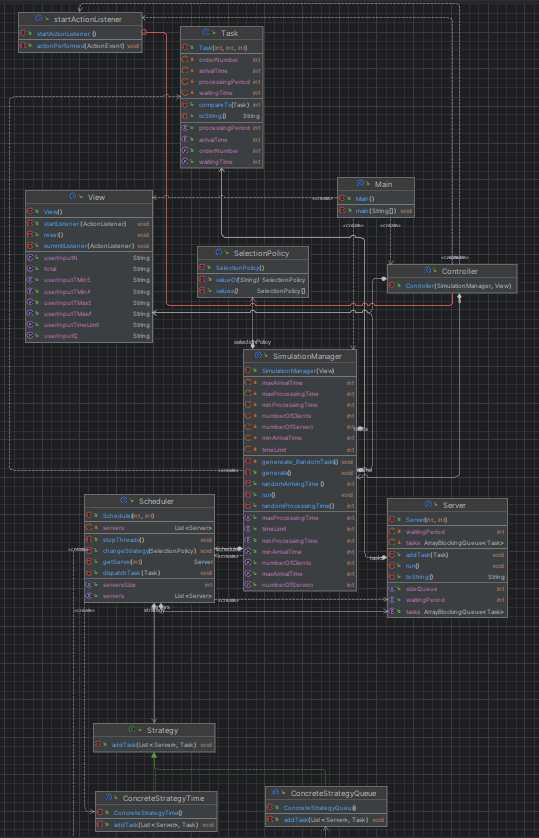 startActionListener
startActionListener ()
actionPerformed(ActionEvent) void
Task
Task(int, int, int)
orderNumber int
arrivalTime int
processingPeriod int
waitingTime int
compareTo(Task) int
toString() String
processingPeriod int
arrivalTime int
orderNumber int
waitingTime int
Main
Main()
main(String[]) void
«create»
«create»
«create»
View
View()
startListener(ActionListener) void
reset() void
summitListener(ActionListener) void
userInputN String
total String
userInputTMinS String
userInputTMinA String
userInputTMaxS String
userInputTMaxA String
userInputTimeLimit String
userInputQ String
SelectionPolicy
SelectionPolicy()
valueOf(String) SelectionPolicy
values() SelectionPolicy[]
Controller
Controller(SimulationManager, View)
selectionPolicy
SimulationManager
SimulationManager(View)
maxArrivalTime int
maxProcessingTime int
minProcessingTime int
numberOfClients int
numberOfServers int
minArrivalTime int
timeLimit int
genereate_RandomTask() void
generate() void
randomArrivingTime () int
run() void
randomProcessingTime() int
maxProcessingTime int
timeLimit int
minProcessingTime int
minArrivalTime int
numberOfClients int
maxArrivalTime int
numberOfServers int
Scheduler
Scheduler(int, int)
servers List<Server>
stopThreads() void
changeStrategy(SelectionPolicy) void
getServer(int) Server
dispatchTask (Task) void
serversSize int
servers List<Server>
«create»
«create»
«create»
Server
Server(int, int)
waitingPeriod int
tasks ArrayBlockingQueue<Task>
addTask(Task) void
run() void
toString() String
sizeQueue int
waitingPeriod int
tasks ArrayBlockingQueue<Task>
Strategy
addTask(List<Server>, Task) void
ConcreteStrategyTime
ConcreteStrategyTime()
addTask(List<Server>, Task) void
ConcreteStrategyQueue
ConcreteStrategyQueue()
addTask(List<Server>, Task) void